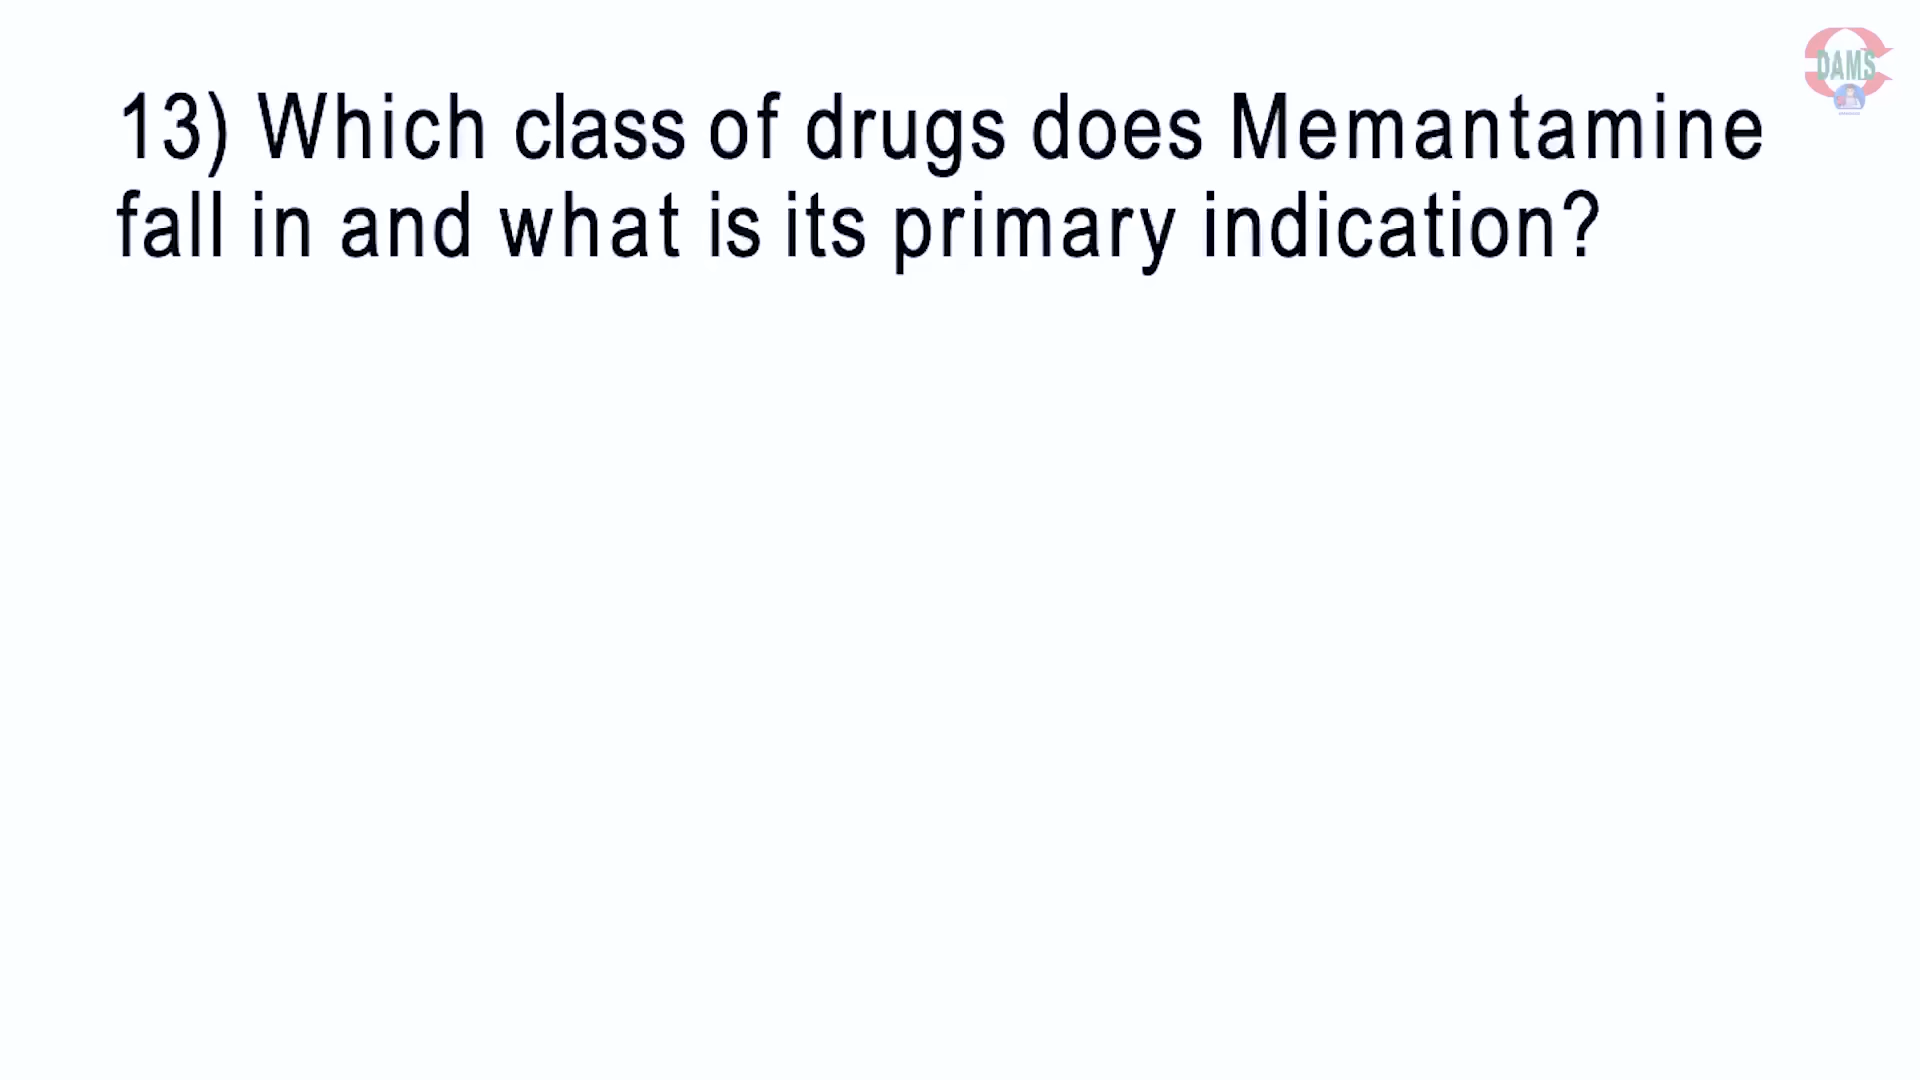 DAMS
13) Which class of drugs does Memantamine
fall in and what is its primary indication?